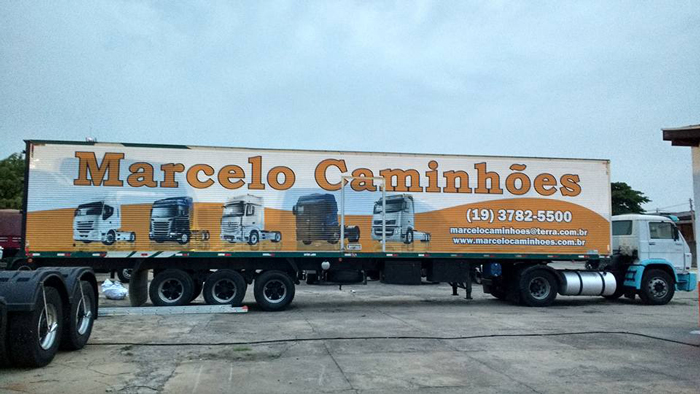 Marcelo Caminhões
(19) 3782-5500
marcelocaminhoes@terra.com.br
www.marcelocaminhoes.com.br